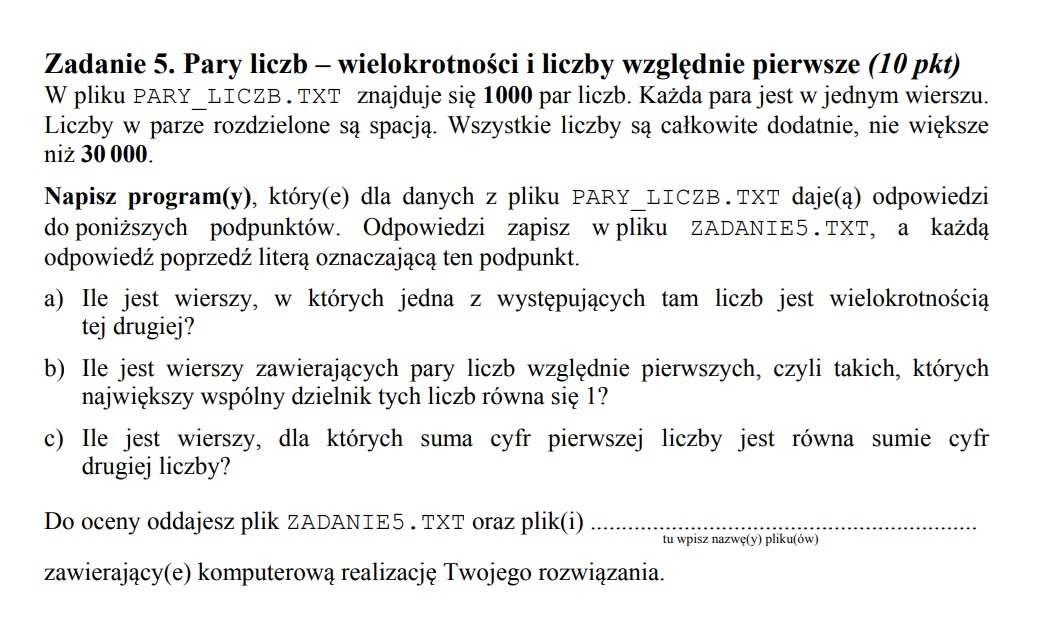 Zadanie 5. Pary liczb – wielokrotności i liczby względnie pierwsze (10 pkt)
W pliku PARY_LICZB.TXT znajduje się 1000 par liczb. Każda para jest w jednym wierszu.
Liczby w parze rozdzielone są spacją. Wszystkie liczby są całkowite dodatnie, nie większe
niż 30 000.
Napisz program(y), który(e) dla danych z pliku PARY_LICZB.TXT daje(ą) odpowiedzi
do poniższych podpunktów. Odpowiedzi zapisz w pliku ZADANIE5.TXT, a każdą
odpowiedź poprzedź literą oznaczającą ten podpunkt.
a) Ile jest wierszy, w których jedna z występujących tam liczb jest wielokrotnością
tej drugiej?
b) Ile jest wierszy zawierających pary liczb względnie pierwszych, czyli takich, których
największy wspólny dzielnik tych liczb równa się 1?
c) Ile jest wierszy, dla których suma cyfr pierwszej liczby jest równa sumie cyfr
drugiej liczby?
Do oceny oddajesz plik ZADANIE5.TXT oraz plik(i) ..............................................................
tu wpisz nazwę(y) pliku(ów)
zawierający(e) komputerową realizację Twojego rozwiązania.